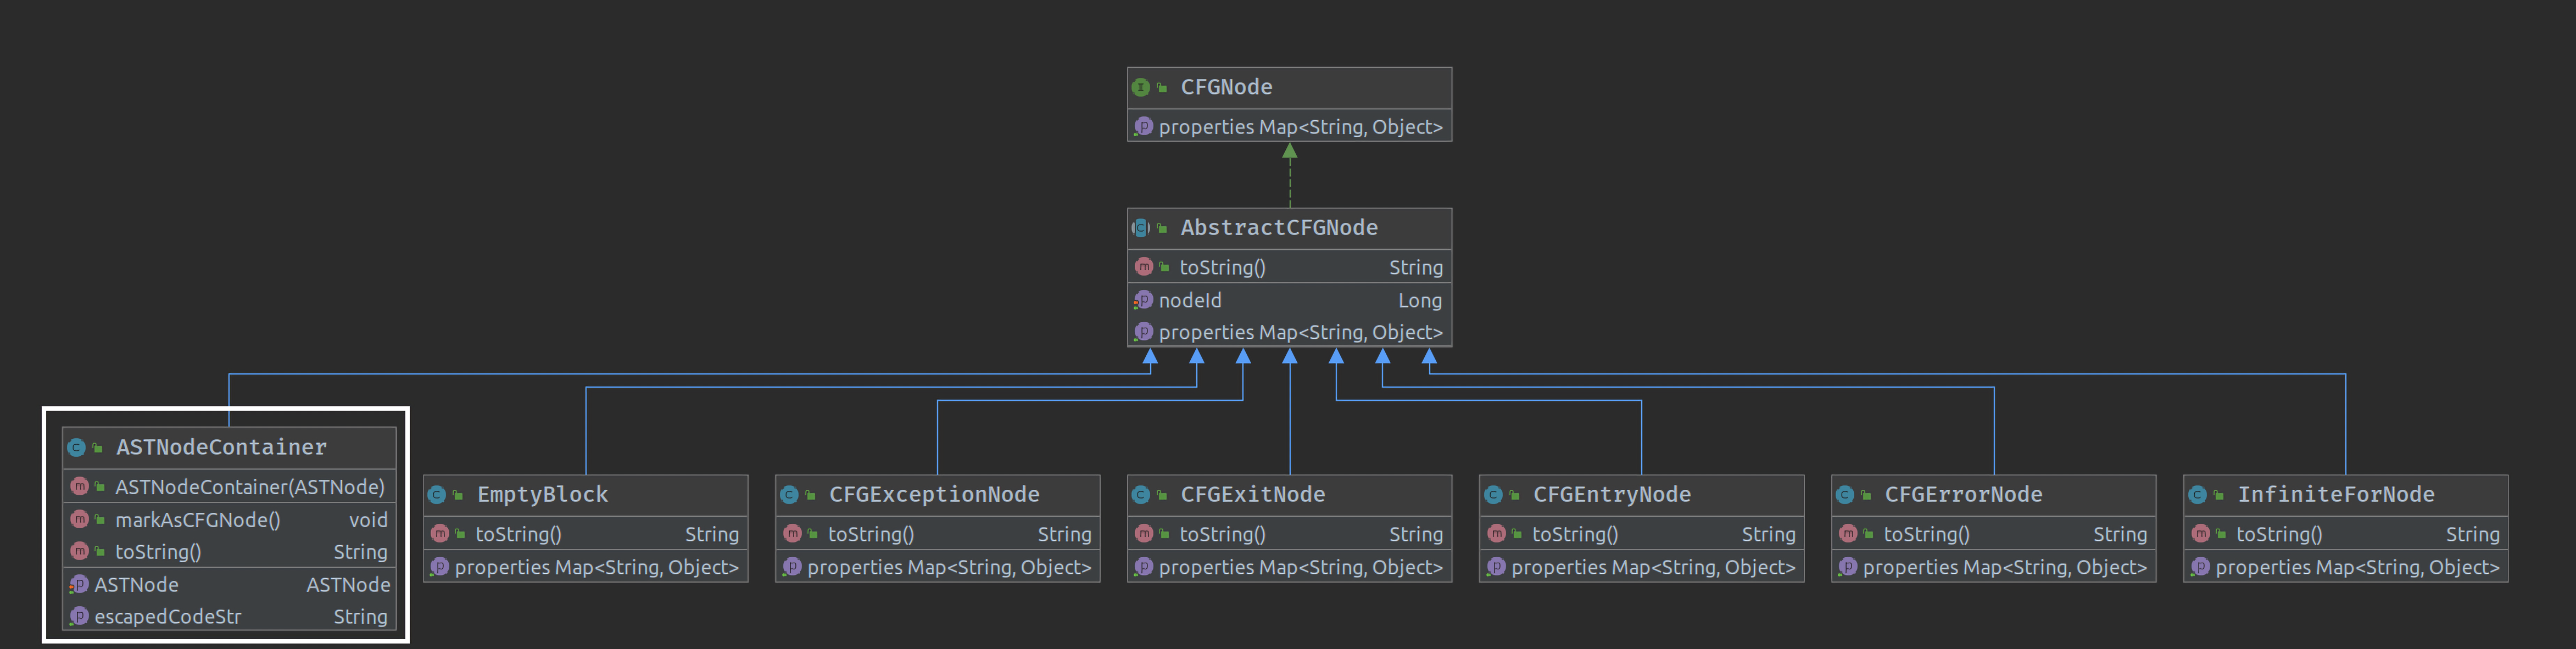 CFGNode
properties Map<String, Object>
AbstractCFGNode
toString() String
nodeId Long
properties Map<String, Object>
ASTNodeContainer
ASTNodeContainer(ASTNode)
markAsCFGNode() void
toString() String
ASTNode ASTNode
escapedCodeStr String
EmptyBlock
toString() String
properties Map<String, Object>
CFGExceptionNode
toString() String
properties Map<String, Object>
CFGExitNode
toString() String
properties Map<String, Object>
CFGEntryNode
toString() String
properties Map<String, Object>
CFGErrorNode
toString() String
properties Map<String, Object>
InfiniteForNode
toString() String
properties Map<String, Object>